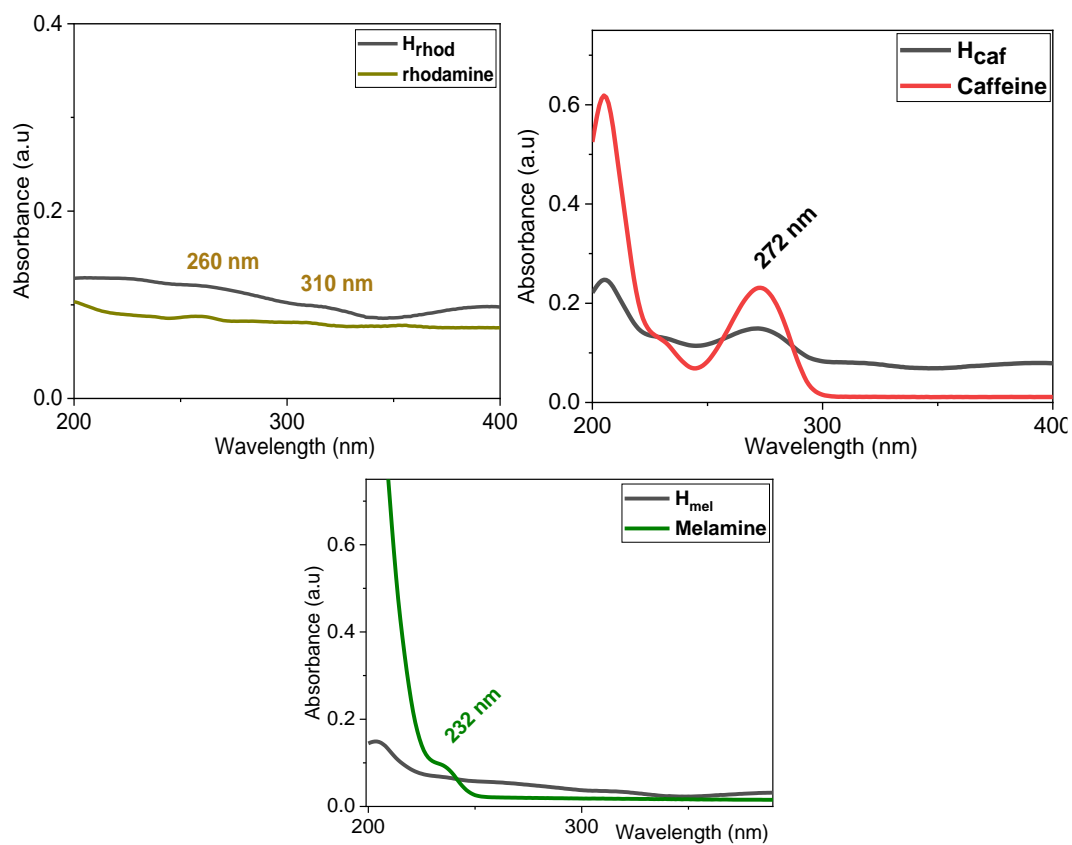 0.4
0.2
0.0
200
300
400
Absorbance (a.u)
Wavelength (nm)
Hrhod
rhodamine
260 nm
310 nm
0.6
0.4
0.2
0.0
200
300
400
Absorbance (a.u)
Wavelength (nm)
Hcaf
Caffeine
272 nm
0.6
0.4
0.2
0.0
200
300
Absorbance (a.u)
Wavelength (nm)
Hmel
Melamine
232 nm